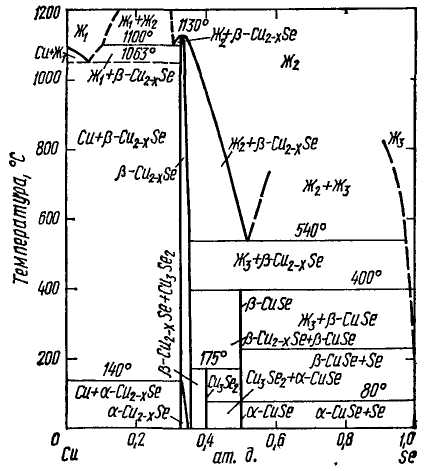 1200
1000
800
600
400
200
0
Температура, °C
Ж₁
Ж₁+Ж₂
1130°
Ж₂+β-Cu₂₋ₓSe
1100°
Cu+Ж₁
1063°
Ж₁+β-Cu₂₋ₓSe
Ж₂
Cu+β-Cu₂₋ₓSe
β-Cu₂₋ₓSe
Ж₂+β-Cu₂₋ₓSe
Ж₃
Ж₂+Ж₃
540°
Ж₃+β-Cu₂₋ₓSe
400°
β-Cu₂₋ₓSe+Cu₃Se₂
β-CuSe
Ж₃+β-CuSe
β-Cu₂₋ₓSe+β-CuSe
175°
β-CuSe+Se
140°
Cu₃Se₂
Cu₃Se₂+α-CuSe
80°
Cu+α-Cu₂₋ₓSe
α-Cu₂₋ₓSe
α-CuSe
α-CuSe+Se
0 0,2 0,4 0,6 0,8 1,0
Cu ат. д. Se